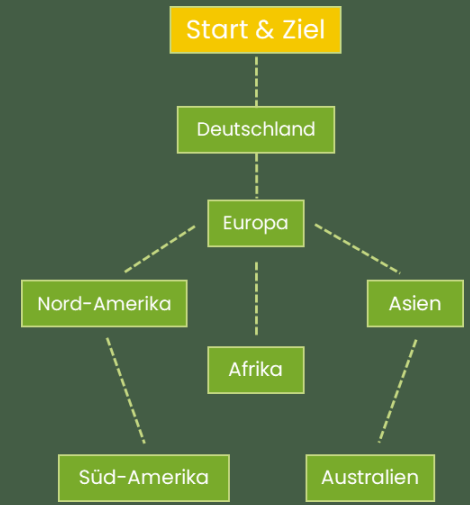 Start & Ziel
Deutschland
Europa
Nord-Amerika
Asien
Afrika
Süd-Amerika
Australien